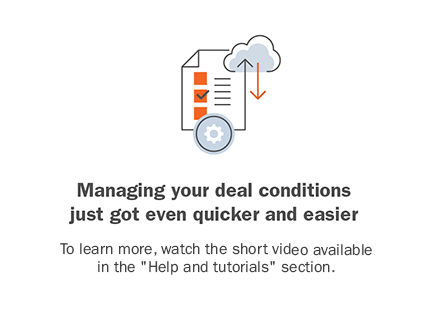 Managing your deal conditions
just got even quicker and easier
To learn more, watch the short video available
in the "Help and tutorials" section.